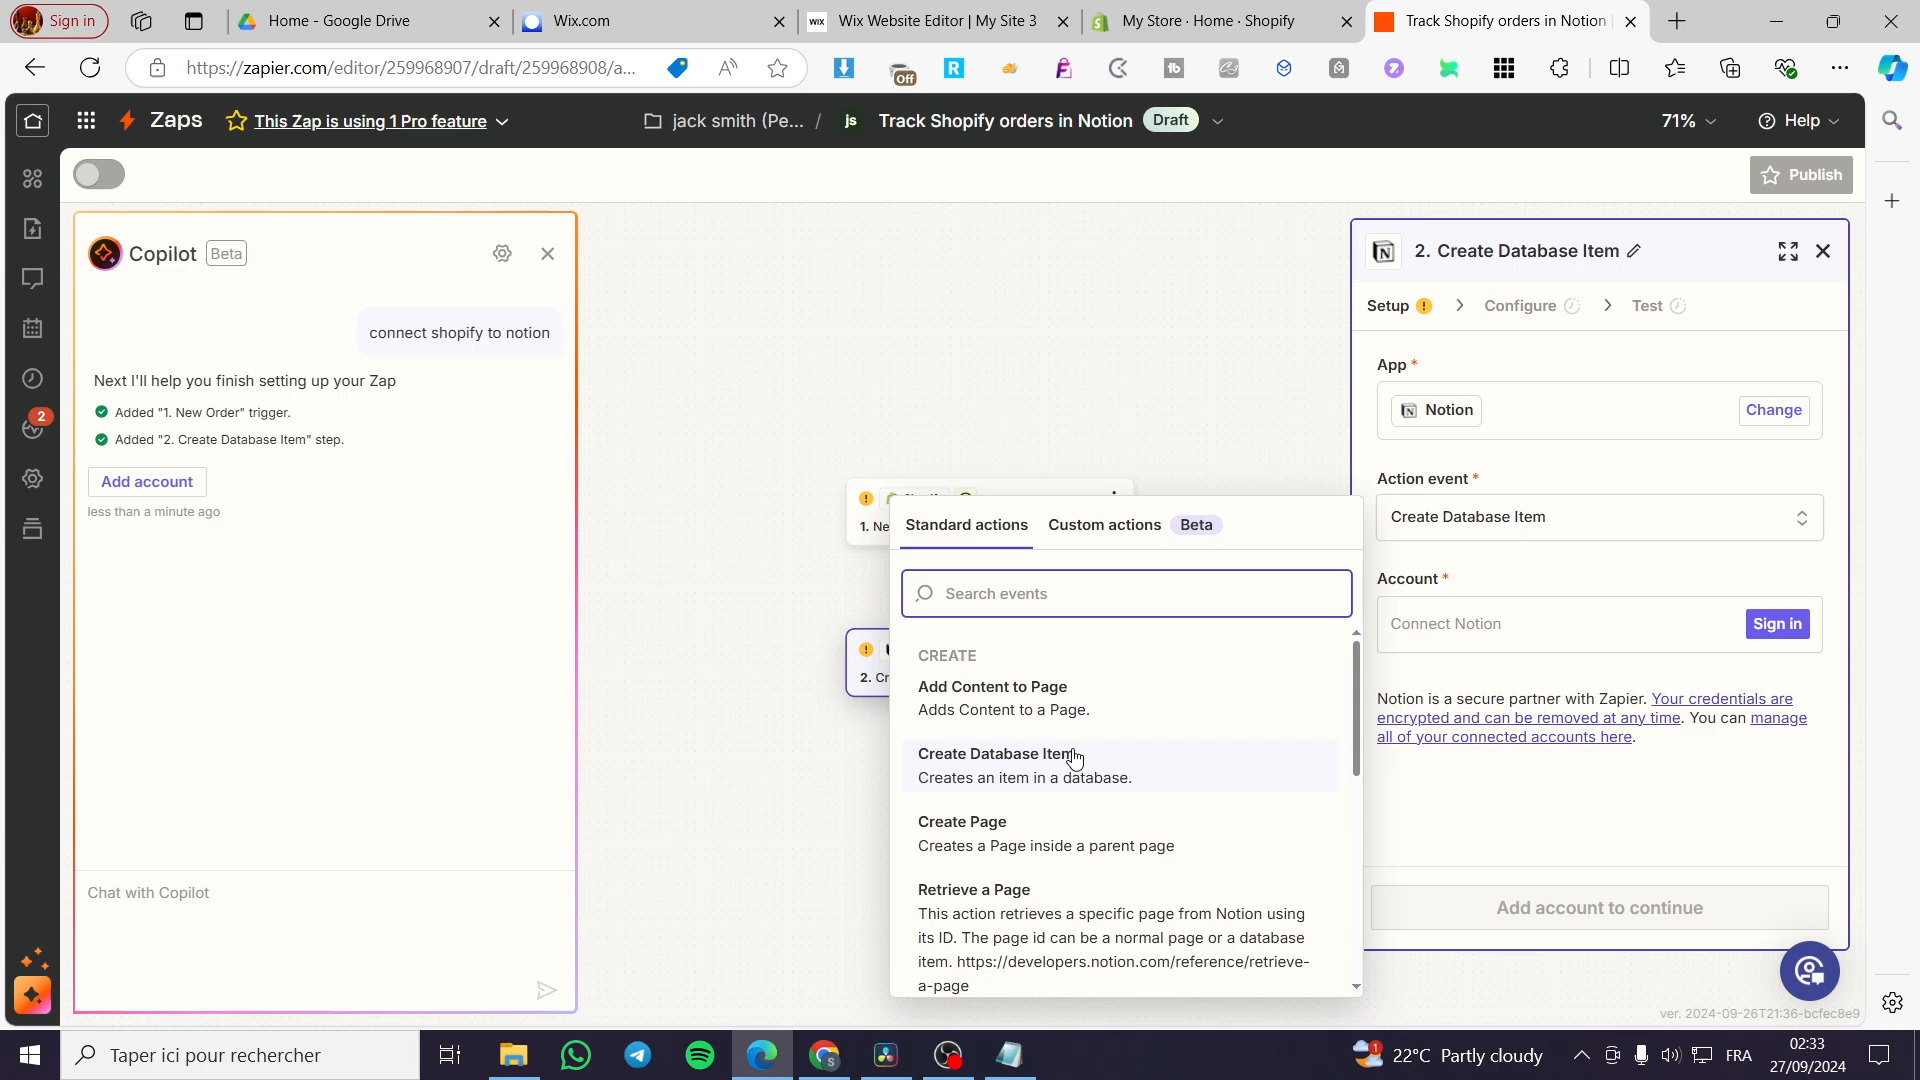 Sign in
Home - Google Drive
Wix.com
WIX
Wix Website Editor | My Site 3
My Store · Home · Shopify
Track Shopify orders in Notion
https://zapier.com/editor/259968907/draft/259968908/a...
Off
Zaps
This Zap is using 1 Pro feature
jack smith (Pe... /
js
Track Shopify orders in Notion
Draft
71%
Help
Publish
Copilot
Beta
connect shopify to notion
Next I'll help you finish setting up your Zap
Added "1. New Order" trigger.
Added "2. Create Database Item" step.
Add account
less than a minute ago
Chat with Copilot
2
1. Ne
2. Cr
Standard actions
Custom actions
Beta
Search events
CREATE
Add Content to Page
Adds Content to a Page.
Create Database Item
Creates an item in a database.
Create Page
Creates a Page inside a parent page
Retrieve a Page
This action retrieves a specific page from Notion using
its ID. The page id can be a normal page or a database
item. https://developers.notion.com/reference/retrieve-
a-page
2. Create Database Item
Setup
Configure
Test
App *
Notion
Change
Action event *
Create Database Item
Account *
Connect Notion
Sign in
Notion is a secure partner with Zapier. Your credentials are
encrypted and can be removed at any time. You can manage
all of your connected accounts here.
Add account to continue
ver. 2024-09-26T21:36-bcfec8e9
Taper ici pour rechercher
22°C Partly cloudy
FRA
02:33
27/09/2024